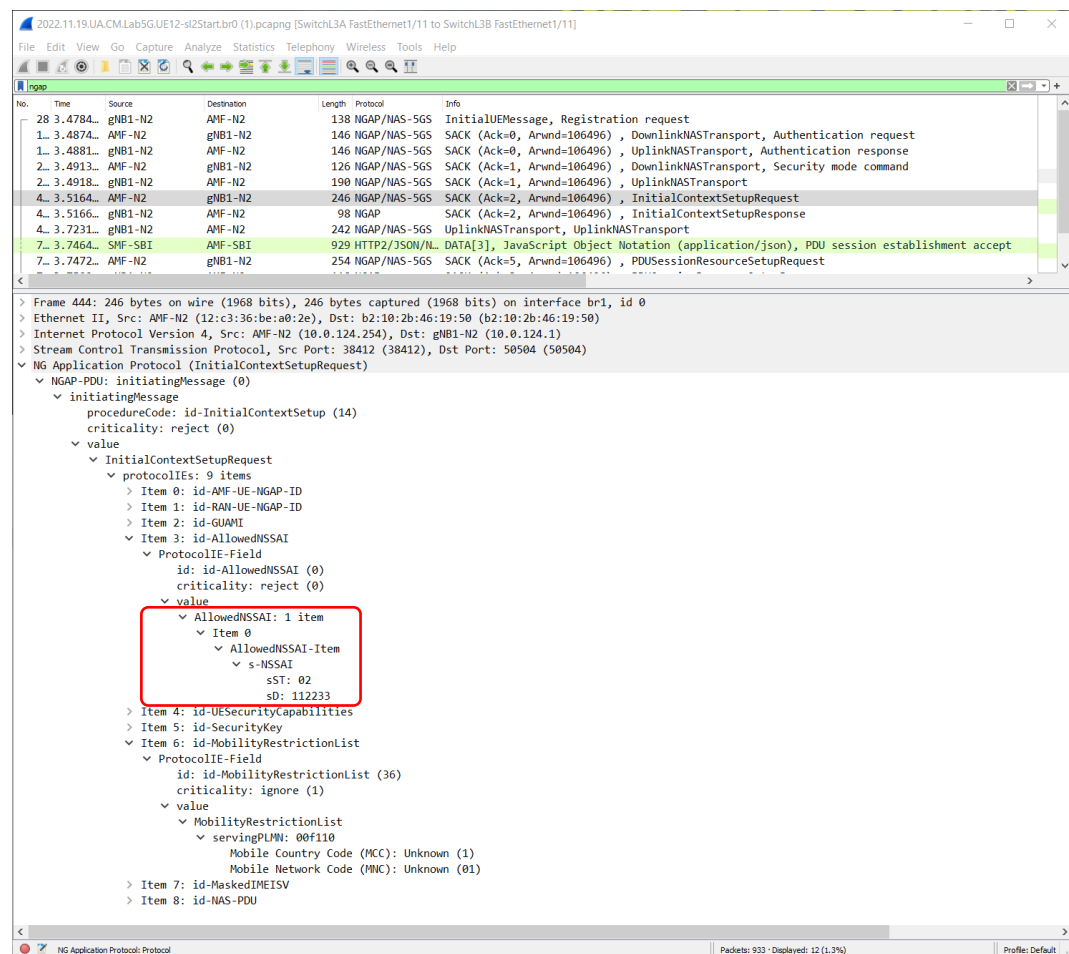 2022.11.19.UA.CM.Lab5G.UE12-sl2Start.br0 (1).pcapng [SwitchL3A FastEthernet1/11 to SwitchL3B FastEthernet1/11]
File Edit View Go Capture Analyze Statistics Telephony Wireless Tools Help
ngap
No. Time Source Destination Length Protocol Info
28 3.4784… gNB1-N2 AMF-N2 138 NGAP/NAS-5GS InitialUEMessage, Registration request
1… 3.4874… AMF-N2 gNB1-N2 146 NGAP/NAS-5GS SACK (Ack=0, Arwnd=106496) , DownlinkNASTransport, Authentication request
1… 3.4881… gNB1-N2 AMF-N2 146 NGAP/NAS-5GS SACK (Ack=0, Arwnd=106496) , UplinkNASTransport, Authentication response
2… 3.4913… AMF-N2 gNB1-N2 126 NGAP/NAS-5GS SACK (Ack=1, Arwnd=106496) , DownlinkNASTransport, Security mode command
2… 3.4918… gNB1-N2 AMF-N2 190 NGAP/NAS-5GS SACK (Ack=1, Arwnd=106496) , UplinkNASTransport
4… 3.5164… AMF-N2 gNB1-N2 246 NGAP/NAS-5GS SACK (Ack=2, Arwnd=106496) , InitialContextSetupRequest
4… 3.5166… gNB1-N2 AMF-N2 98 NGAP SACK (Ack=2, Arwnd=106496) , InitialContextSetupResponse
4… 3.7231… gNB1-N2 AMF-N2 242 NGAP/NAS-5GS UplinkNASTransport, UplinkNASTransport
7… 3.7464… SMF-SBI AMF-SBI 929 HTTP2/JSON/N… DATA[3], JavaScript Object Notation (application/json), PDU session establishment accept
7… 3.7472… AMF-N2 gNB1-N2 254 NGAP/NAS-5GS SACK (Ack=5, Arwnd=106496) , PDUSessionResourceSetupRequest
Frame 444: 246 bytes on wire (1968 bits), 246 bytes captured (1968 bits) on interface br1, id 0
Ethernet II, Src: AMF-N2 (12:c3:36:be:a0:2e), Dst: b2:10:2b:46:19:50 (b2:10:2b:46:19:50)
Internet Protocol Version 4, Src: AMF-N2 (10.0.124.254), Dst: gNB1-N2 (10.0.124.1)
Stream Control Transmission Protocol, Src Port: 38412 (38412), Dst Port: 50504 (50504)
NG Application Protocol (InitialContextSetupRequest)
NGAP-PDU: initiatingMessage (0)
initiatingMessage
procedureCode: id-InitialContextSetup (14)
criticality: reject (0)
value
InitialContextSetupRequest
protocolIEs: 9 items
Item 0: id-AMF-UE-NGAP-ID
Item 1: id-RAN-UE-NGAP-ID
Item 2: id-GUAMI
Item 3: id-AllowedNSSAI
ProtocolIE-Field
id: id-AllowedNSSAI (0)
criticality: reject (0)
value
AllowedNSSAI: 1 item
Item 0
AllowedNSSAI-Item
s-NSSAI
sST: 02
sD: 112233
Item 4: id-UESecurityCapabilities
Item 5: id-SecurityKey
Item 6: id-MobilityRestrictionList
ProtocolIE-Field
id: id-MobilityRestrictionList (36)
criticality: ignore (1)
value
MobilityRestrictionList
servingPLMN: 00f110
Mobile Country Code (MCC): Unknown (1)
Mobile Network Code (MNC): Unknown (01)
Item 7: id-MaskedIMEISV
Item 8: id-NAS-PDU
NG Application Protocol: Protocol Packets: 933 · Displayed: 12 (1.3%) Profile: Default